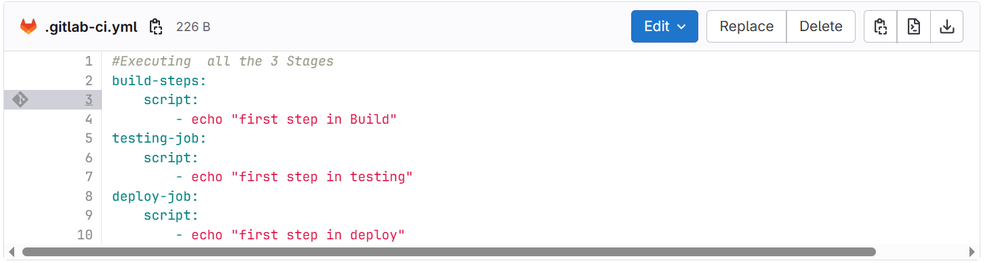 .gitlab-ci.yml 226 B Edit Replace Delete
1 #Executing  all the 3 Stages
2 build-steps:
3     script:
4         - echo "first step in Build"
5 testing-job:
6     script:
7         - echo "first step in testing"
8 deploy-job:
9     script:
10         - echo "first step in deploy"